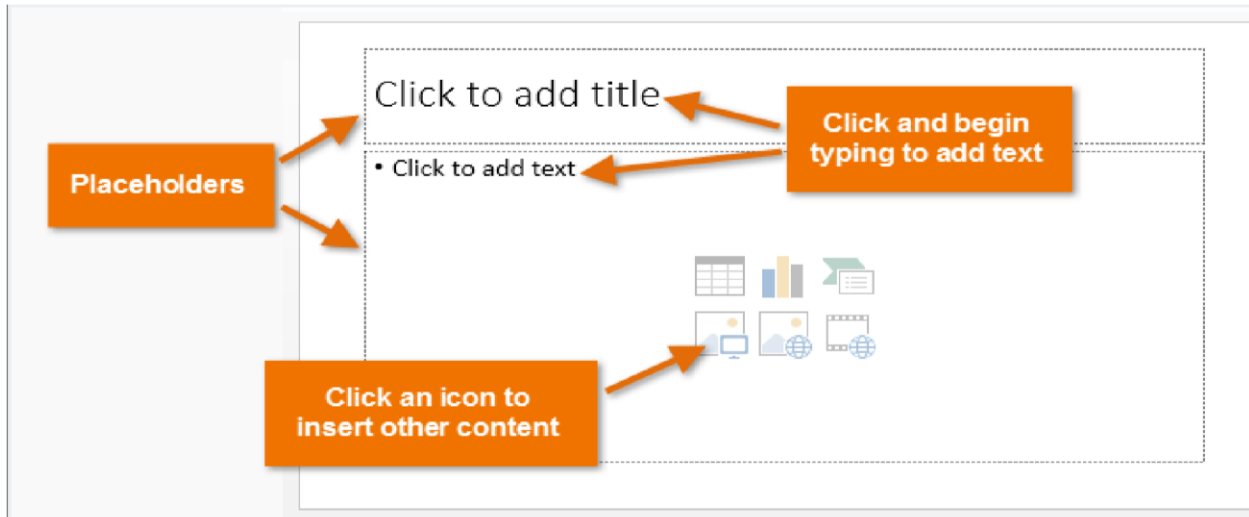 Click to add title
Click and begin
typing to add text
Placeholders
• Click to add text
Click an icon to
insert other content